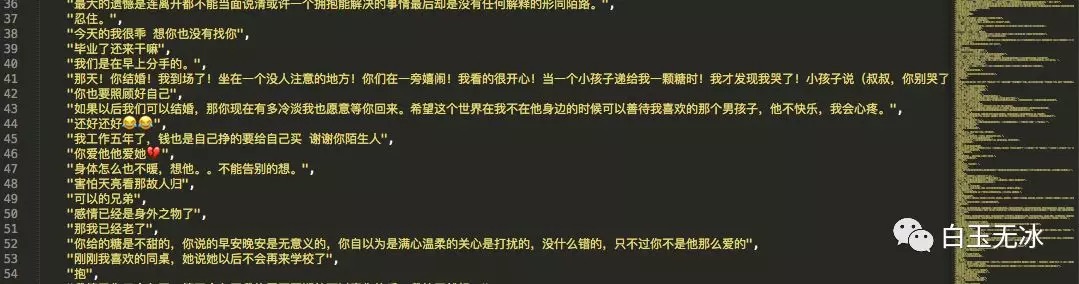 36 "最大的遗憾是连离开都不能当面说清或许一个拥抱能解决的事情最后却是没有任何解释的形同陌路。",
37 "忍住。",
38 "今天的我很乖 想你也没有找你",
39 "毕业了还来干嘛",
40 "我们是在早上分手的。",
41 "那天!你结婚!我到场了!坐在一个没人注意的地方!你们在一旁嬉闹!我看的很开心!当一个小孩子递给我一颗糖时!我才发现我哭了!小孩子说(叔叔,你别哭了
42 "你也要照顾好自己",
43 "如果以后我们可以结婚,那你现在有多冷淡我也愿意等你回来。希望这个世界在我不在他身边的时候可以善待我喜欢的那个男孩子,他不快乐,我会心疼。",
44 "还好还好😂😂",
45 "我工作五年了,钱也是自己挣的要给自己买 谢谢你陌生人",
46 "你爱他他爱她💔",
47 "身体怎么也不暖,想他。。不能告别的想。",
48 "害怕天亮看那故人归",
49 "可以的兄弟",
50 "感情已经是身外之物了",
51 "那我已经老了",
52 "你给的糖是不甜的,你说的早安晚安是无意义的,你自以为是满心温柔的关心是打扰的,没什么错的,只不过你不是他那么爱的",
53 "刚刚我喜欢的同桌,她说她以后不会再来学校了",
54 "抱",
白玉无冰